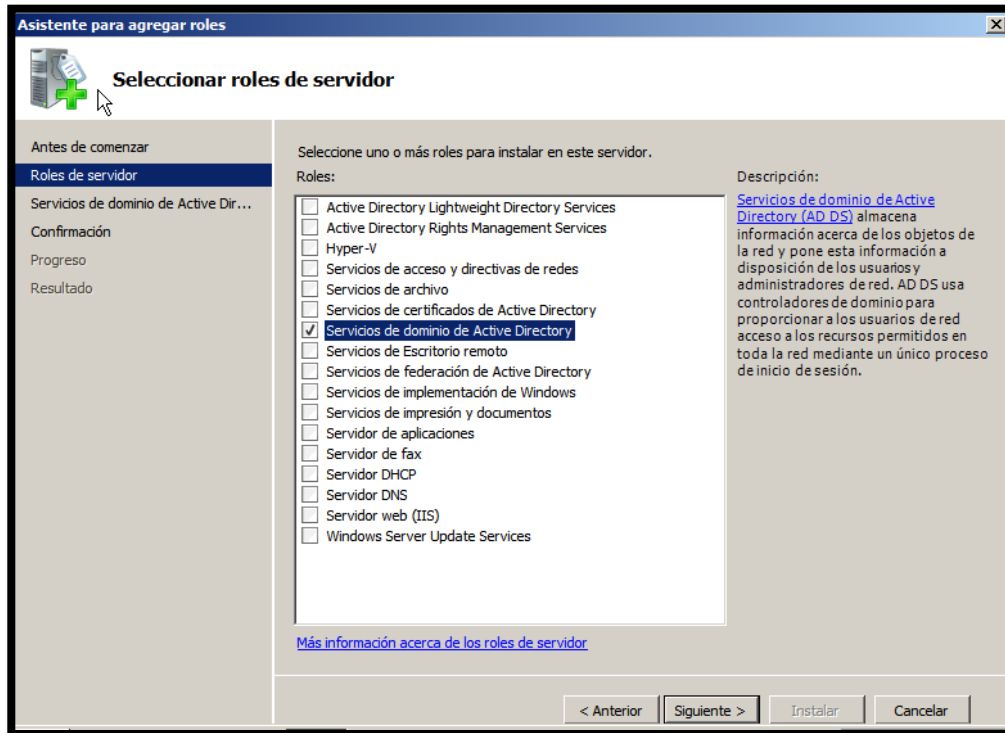 Asistente para agregar roles
Seleccionar roles de servidor
Antes de comenzar
Roles de servidor
Servicios de dominio de Active Dir...
Confirmación
Progreso
Resultado
Seleccione uno o más roles para instalar en este servidor.
Roles:
Active Directory Lightweight Directory Services
Active Directory Rights Management Services
Hyper-V
Servicios de acceso y directivas de redes
Servicios de archivo
Servicios de certificados de Active Directory
Servicios de dominio de Active Directory
Servicios de Escritorio remoto
Servicios de federación de Active Directory
Servicios de implementación de Windows
Servicios de impresión y documentos
Servidor de aplicaciones
Servidor de fax
Servidor DHCP
Servidor DNS
Servidor web (IIS)
Windows Server Update Services
Más información acerca de los roles de servidor
Descripción:
Servicios de dominio de Active
Directory (AD DS) almacena
información acerca de los objetos de
la red y pone esta información a
disposición de los usuarios y
administradores de red. AD DS usa
controladores de dominio para
proporcionar a los usuarios de red
acceso a los recursos permitidos en
toda la red mediante un único proceso
de inicio de sesión.
< Anterior
Siguiente >
Instalar
Cancelar